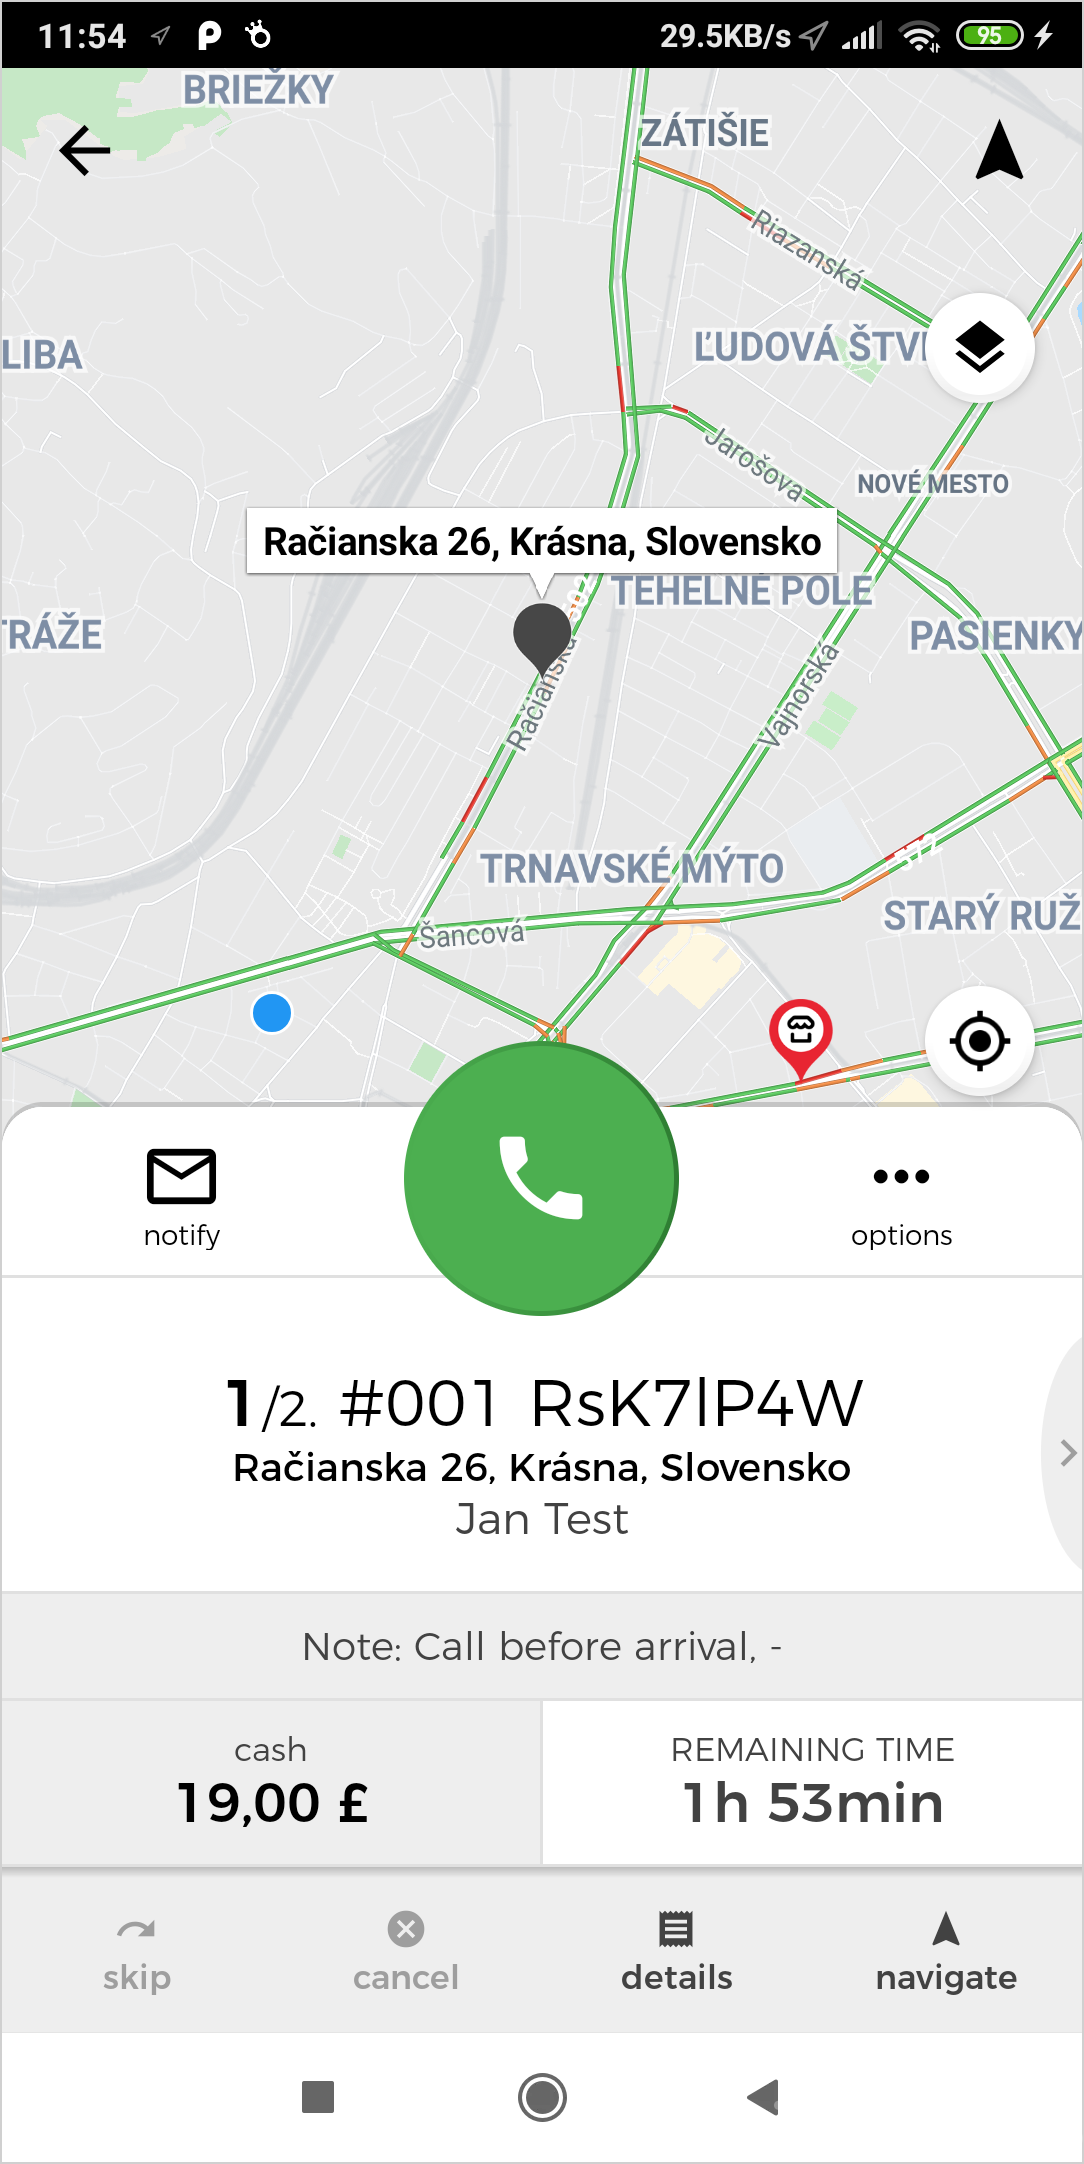 11:54
29.5KB/s
95
BRIEŽKY
ZÁTIŠIE
Riazanská
ĽUDOVÁ ŠTV
LIBA
Jarošova
NOVÉ MESTO
Račianska 26, Krásna, Slovensko
TEHELNÉ POLE
TRÁŽE
PASIENKY
Račianska
Vajnorská
TRNAVSKÉ MÝTO
STARÝ RUŽ
Šancová
notify
options
1/2. #001 RsK7lP4W
Račianska 26, Krásna, Slovensko
Jan Test
Note: Call before arrival, -
cash
REMAINING TIME
19,00 £
1h 53min
skip
cancel
details
navigate